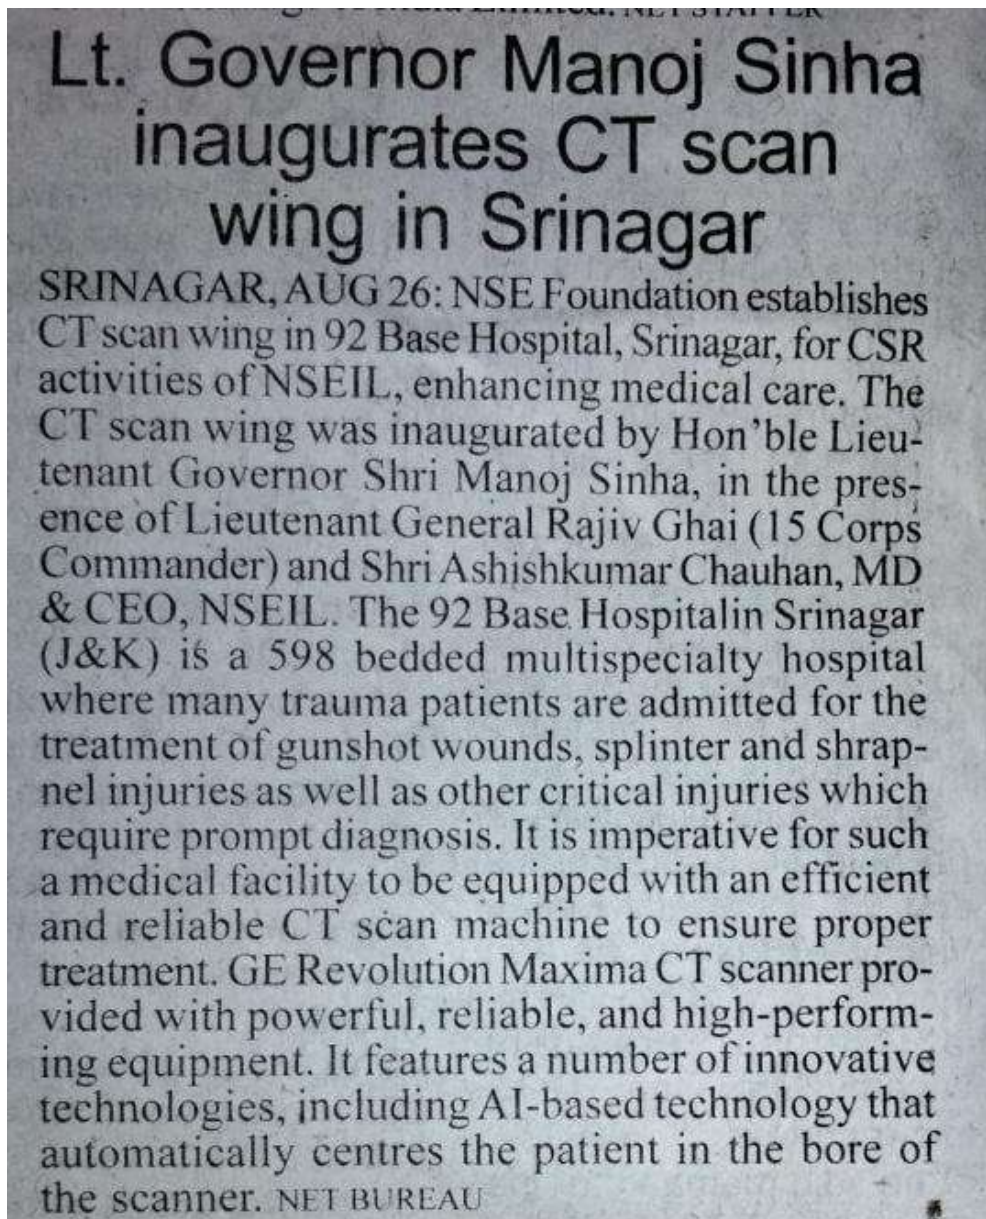 Limited. NET STAFFER
Lt. Governor Manoj Sinha
inaugurates CT scan
wing in Srinagar
SRINAGAR, AUG 26: NSE Foundation establishes
CT scan wing in 92 Base Hospital, Srinagar, for CSR
activities of NSEIL, enhancing medical care. The
CT scan wing was inaugurated by Hon'ble Lieu-
tenant Governor Shri Manoj Sinha, in the pres-
ence of Lieutenant General Rajiv Ghai (15 Corps
Commander) and Shri Ashishkumar Chauhan, MD
& CEO, NSEIL. The 92 Base Hospitalin Srinagar
(J&K) is a 598 bedded multispecialty hospital
where many trauma patients are admitted for the
treatment of gunshot wounds, splinter and shrap-
nel injuries as well as other critical injuries which
require prompt diagnosis. It is imperative for such
a medical facility to be equipped with an efficient
and reliable CT scan machine to ensure proper
treatment. GE Revolution Maxima CT scanner pro-
vided with powerful, reliable, and high-perform-
ing equipment. It features a number of innovative
technologies, including AI-based technology that
automatically centres the patient in the bore of
the scanner. NET BUREAU